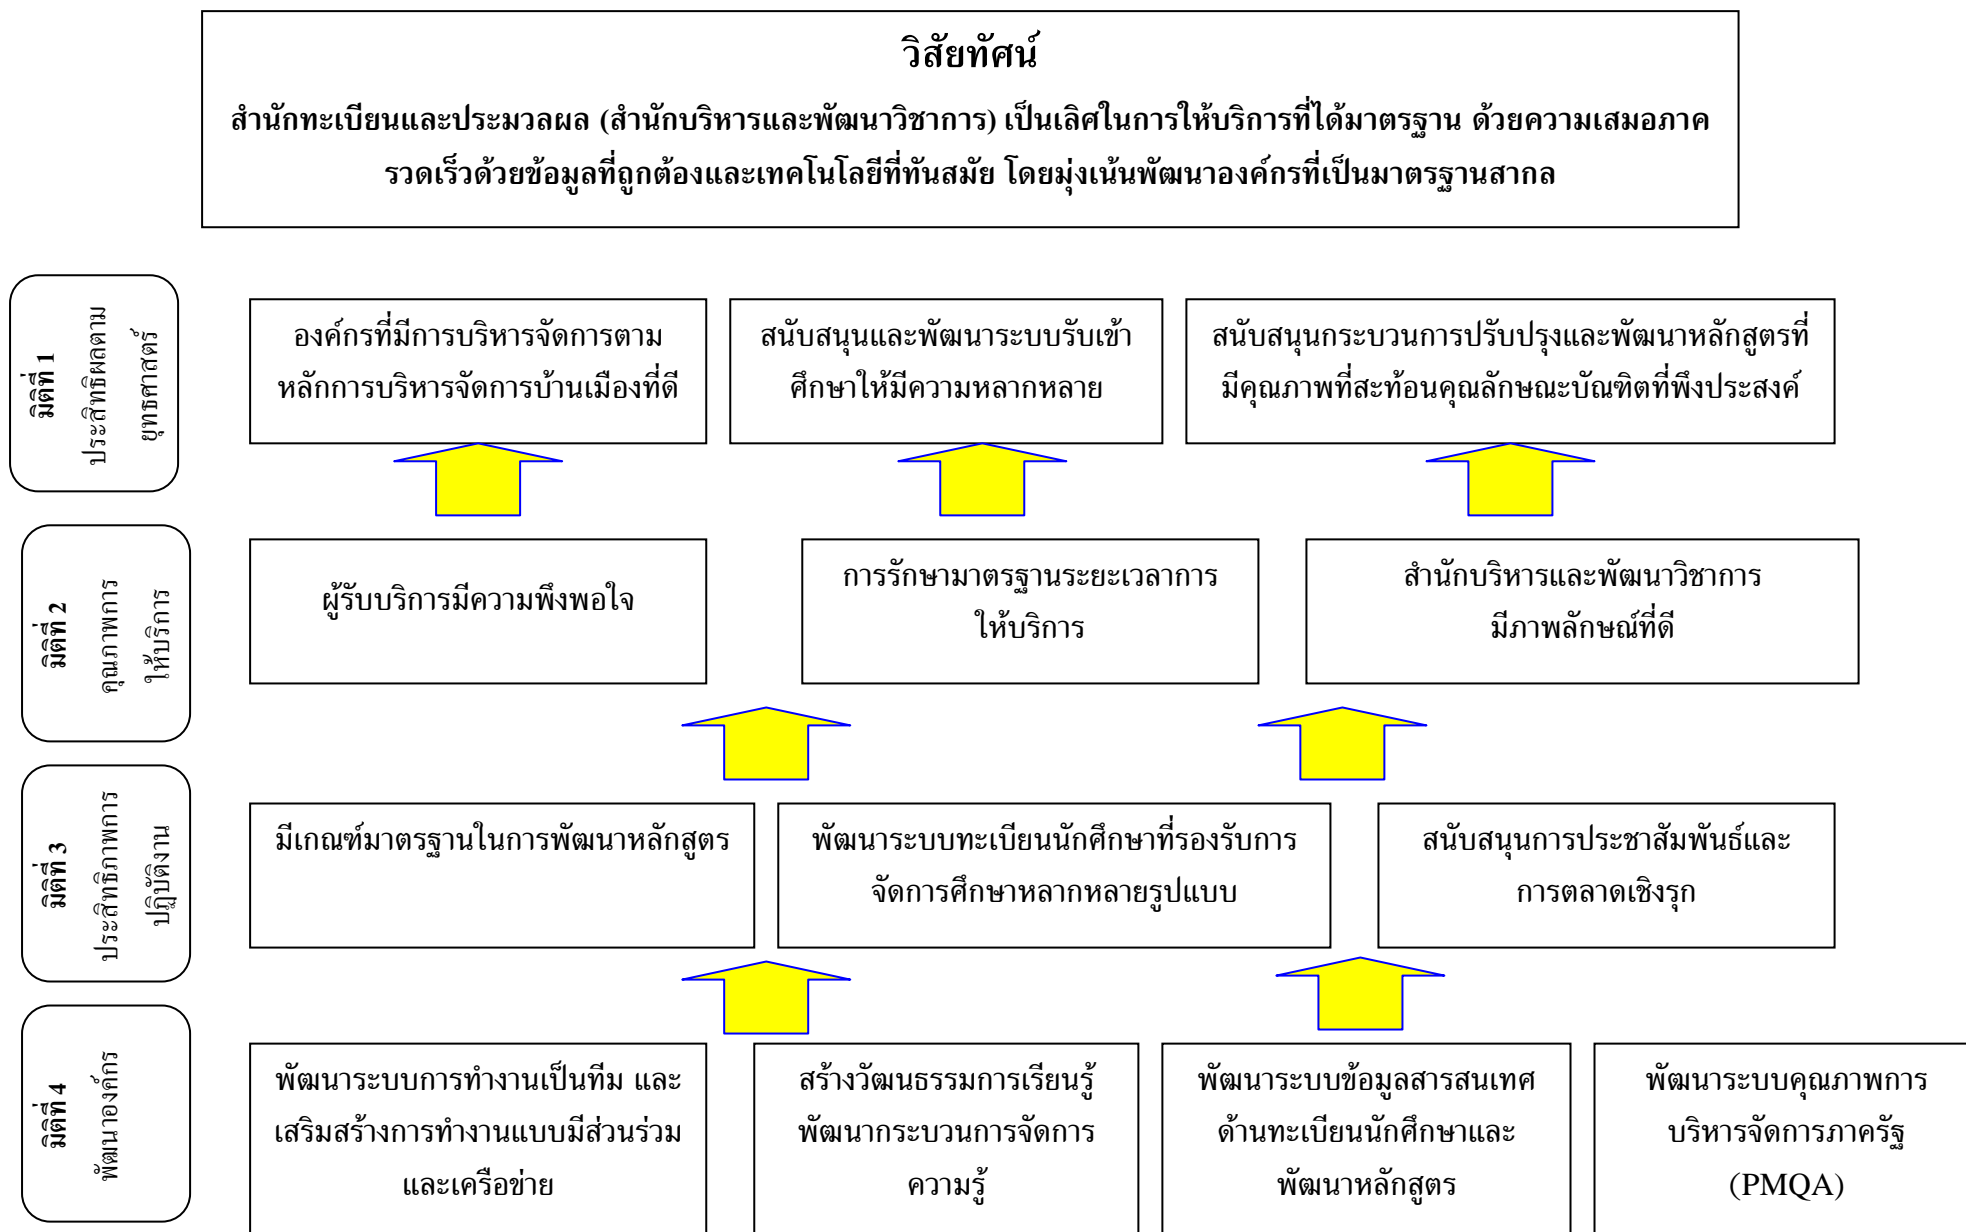 วิสัยทัศน์
สำนักทะเบียนและประมวลผล (สำนักบริหารและพัฒนาวิชาการ) เป็นเลิศในการให้บริการที่ได้มาตรฐาน ด้วยความเสมอภาค
รวดเร็วด้วยข้อมูลที่ถูกต้องและเทคโนโลยีที่ทันสมัย โดยมุ่งเน้นพัฒนาองค์กรที่เป็นมาตรฐานสากล
มิติที่ 1
ประสิทธิผลตาม
ยุทธศาสตร์
องค์กรที่มีการบริหารจัดการตาม
หลักการบริหารจัดการบ้านเมืองที่ดี
สนับสนุนและพัฒนาระบบรับเข้า
ศึกษาให้มีความหลากหลาย
สนับสนุนกระบวนการปรับปรุงและพัฒนาหลักสูตรที่
มีคุณภาพที่สะท้อนคุณลักษณะบัณฑิตที่พึงประสงค์
มิติที่ 2
คุณภาพการ
ให้บริการ
ผู้รับบริการมีความพึงพอใจ
การรักษามาตรฐานระยะเวลาการ
ให้บริการ
สำนักบริหารและพัฒนาวิชาการ
มีภาพลักษณ์ที่ดี
มิติที่ 3
ประสิทธิภาพการ
ปฏิบัติงาน
มีเกณฑ์มาตรฐานในการพัฒนาหลักสูตร
พัฒนาระบบทะเบียนนักศึกษาที่รองรับการ
จัดการศึกษาหลากหลายรูปแบบ
สนับสนุนการประชาสัมพันธ์และ
การตลาดเชิงรุก
มิติที่ 4
พัฒนาองค์กร
พัฒนาระบบการทำงานเป็นทีม และ
เสริมสร้างการทำงานแบบมีส่วนร่วม
และเครือข่าย
สร้างวัฒนธรรมการเรียนรู้
พัฒนากระบวนการจัดการ
ความรู้
พัฒนาระบบข้อมูลสารสนเทศ
ด้านทะเบียนนักศึกษาและ
พัฒนาหลักสูตร
พัฒนาระบบคุณภาพการ
บริหารจัดการภาครัฐ
(PMQA)